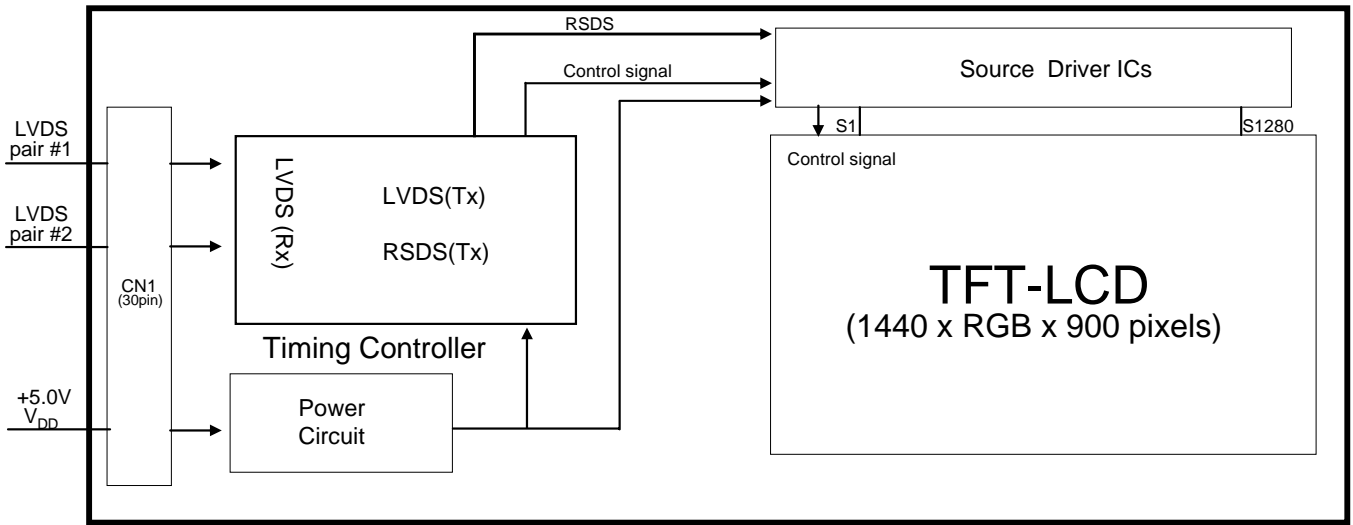 RSDS
Control signal
Source Driver ICs
S1
S1280
LVDS
pair #1
LVDS
pair #2
CN1
(30pin)
+5.0V
VDD
LVDS (Rx)
LVDS(Tx)
RSDS(Tx)
Timing Controller
Power
Circuit
Control signal
TFT-LCD
(1440 x RGB x 900 pixels)